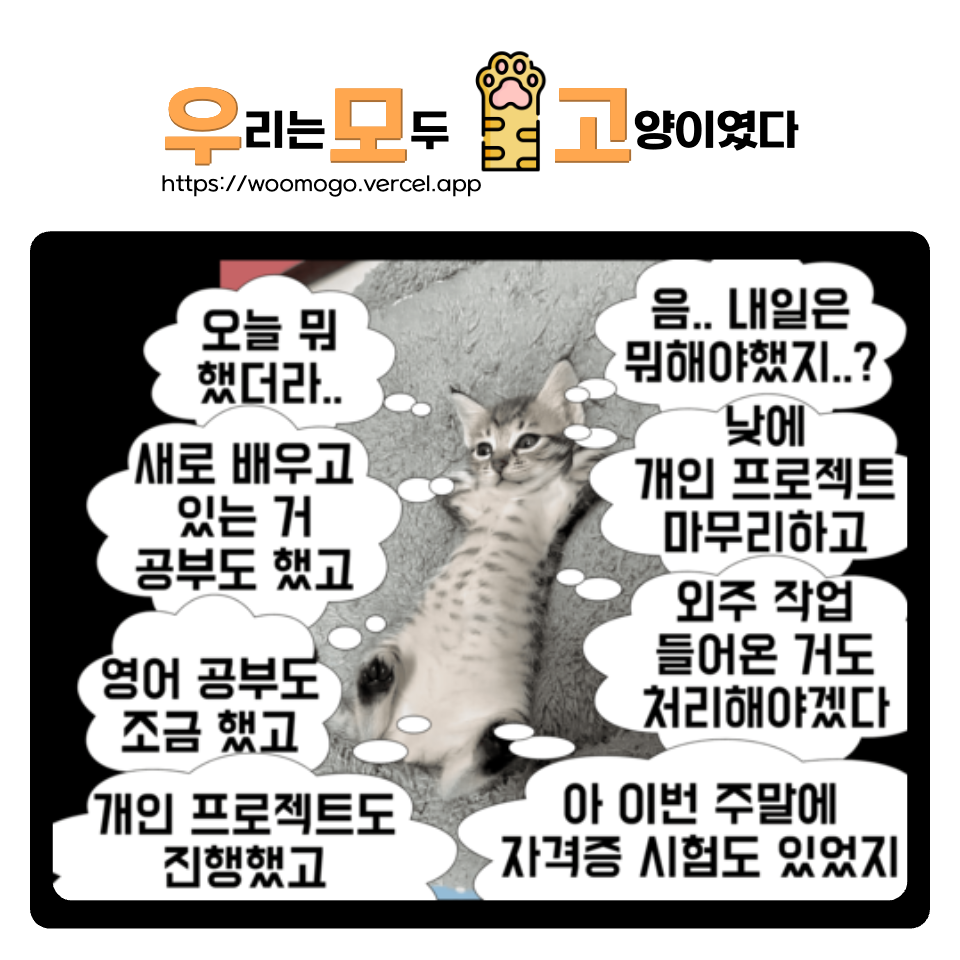 우리는 모두 고양이였다
https://woomogo.vercel.app
오늘 뭐
했더라..
새로 배우고
있는 거
공부도 했고
영어 공부도
조금 했고
개인 프로젝트도
진행했고
음.. 내일은
뭐해야했지..?
낮에
개인 프로젝트
마무리하고
외주 작업
들어온 거도
처리해야겠다
아 이번 주말에
자격증 시험도 있었지